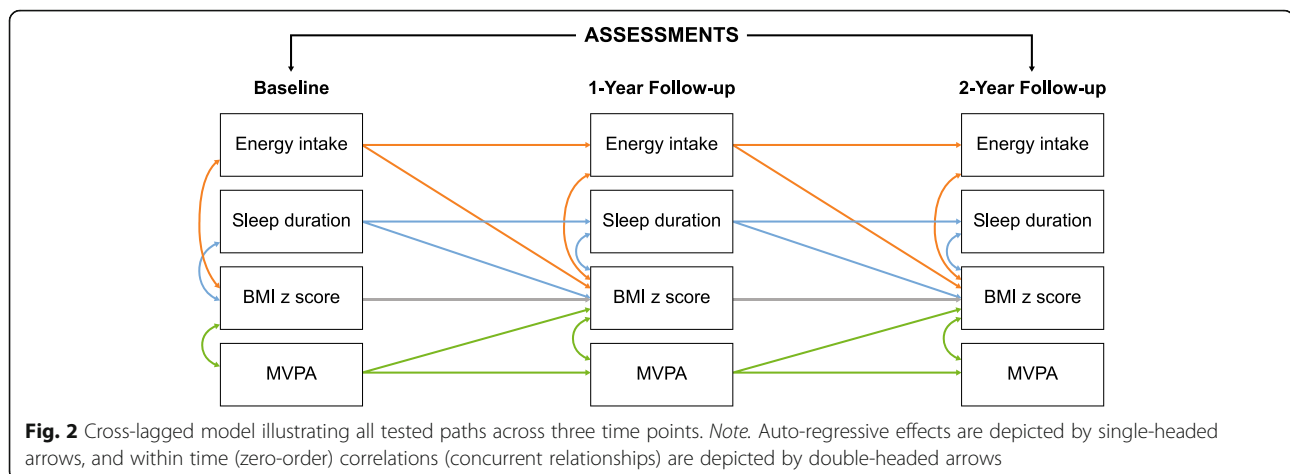 ASSESSMENTS
Baseline
1-Year Follow-up
2-Year Follow-up
Energy intake
Energy intake
Energy intake
Sleep duration
Sleep duration
Sleep duration
BMI z score
BMI z score
BMI z score
MVPA
MVPA
MVPA
Fig. 2 Cross-lagged model illustrating all tested paths across three time points. Note. Auto-regressive effects are depicted by single-headed
arrows, and within time (zero-order) correlations (concurrent relationships) are depicted by double-headed arrows